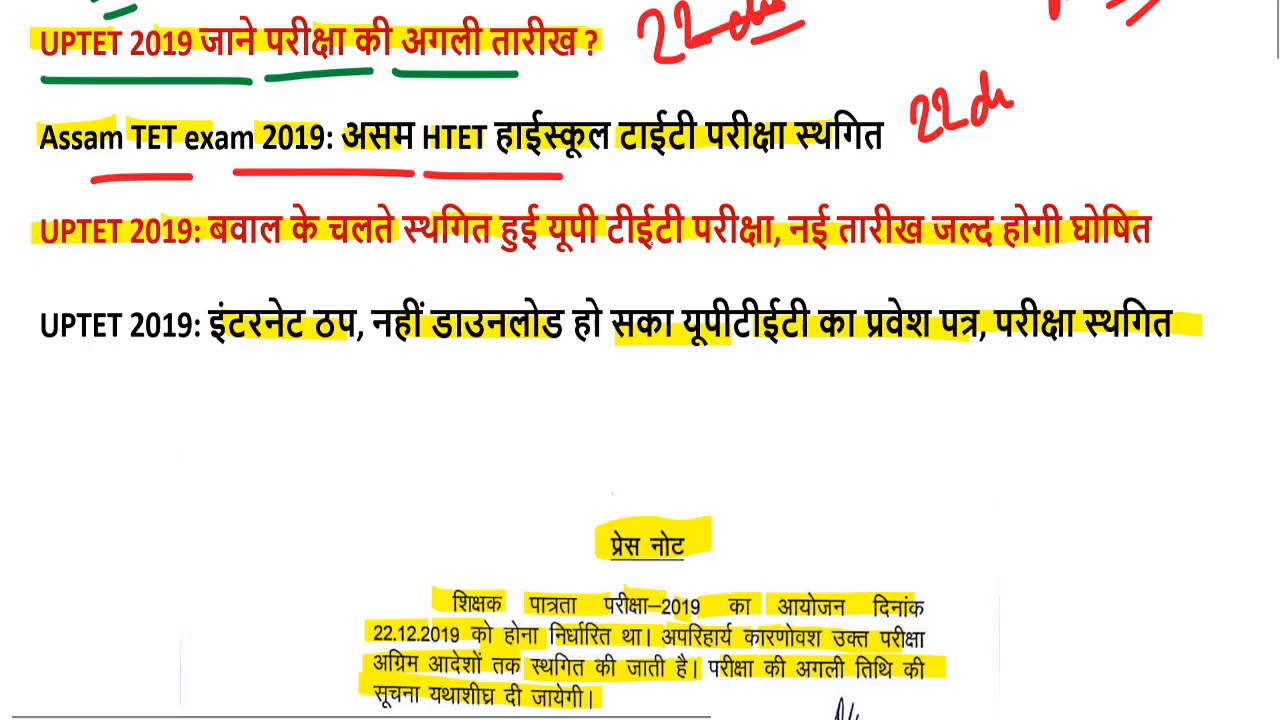 UPTET 2019 जाने परीक्षा की अगली तारीख ?
22
Assam TET exam 2019: असम HTET हाईस्कूल टाईटी परीक्षा स्थगित
22
UPTET 2019: बवाल के चलते स्थगित हुई यूपी टीईटी परीक्षा, नई तारीख जल्द होगी घोषित
UPTET 2019: इंटरनेट ठप, नहीं डाउनलोड हो सका यूपीटीईटी का प्रवेश पत्र, परीक्षा स्थगित
प्रेस नोट
शिक्षक पात्रता परीक्षा–2019 का आयोजन दिनांक
22.12.2019 को होना निर्धारित था। अपरिहार्य कारणोवश उक्त परीक्षा
अग्रिम आदेशों तक स्थगित की जाती है। परीक्षा की अगली तिथि की
सूचना यथाशीघ्र दी जायेगी।